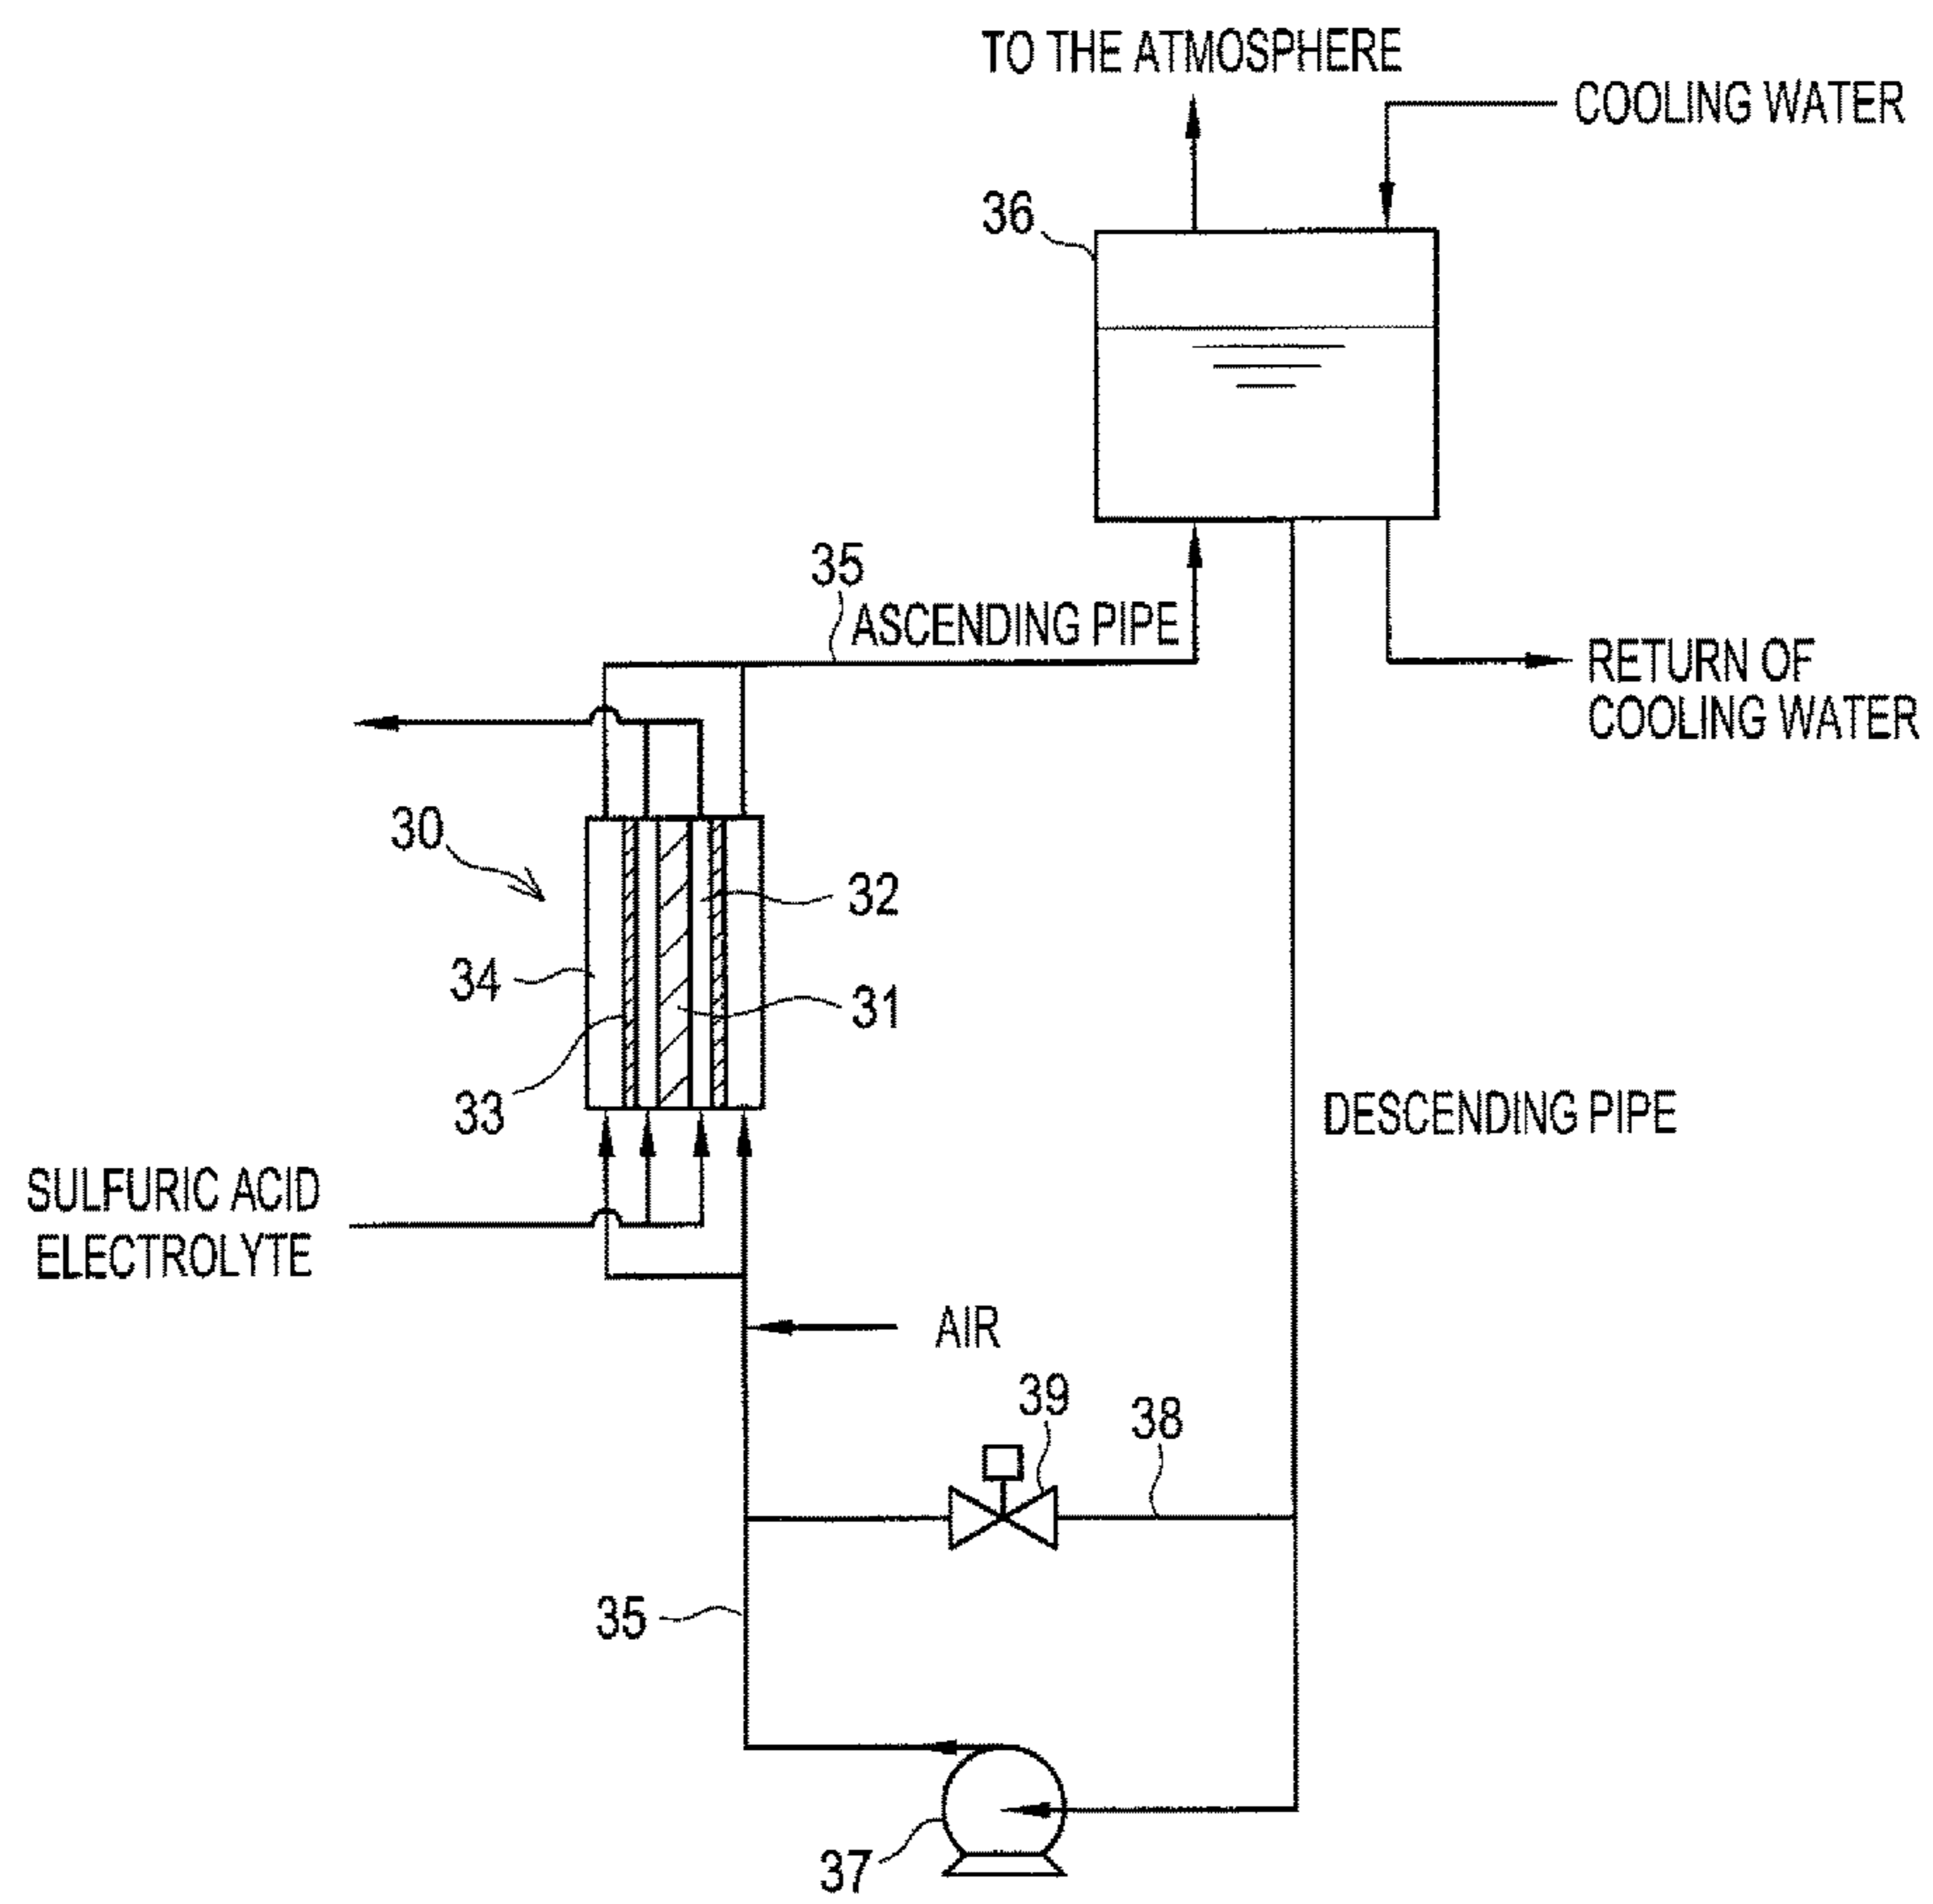 TO THE ATMOSPHERE
COOLING WATER
36
35
ASCENDING PIPE
RETURN OF
COOLING WATER
30
32
34
31
33
DESCENDING PIPE
SULFURIC ACID
ELECTROLYTE
AIR
39
38
35
37